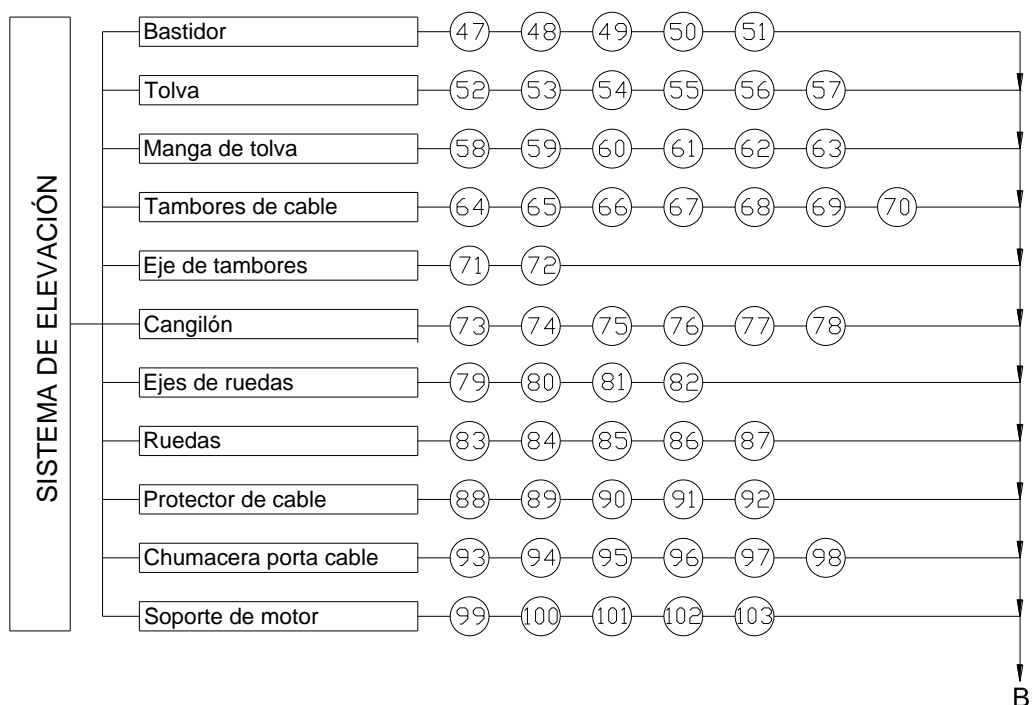 SISTEMA DE ELEVACIÓN
Bastidor 47 48 49 50 51
Tolva 52 53 54 55 56 57
Manga de tolva 58 59 60 61 62 63
Tambores de cable 64 65 66 67 68 69 70
Eje de tambores 71 72
Cangilón 73 74 75 76 77 78
Ejes de ruedas 79 80 81 82
Ruedas 83 84 85 86 87
Protector de cable 88 89 90 91 92
Chumacera porta cable 93 94 95 96 97 98
Soporte de motor 99 100 101 102 103
B